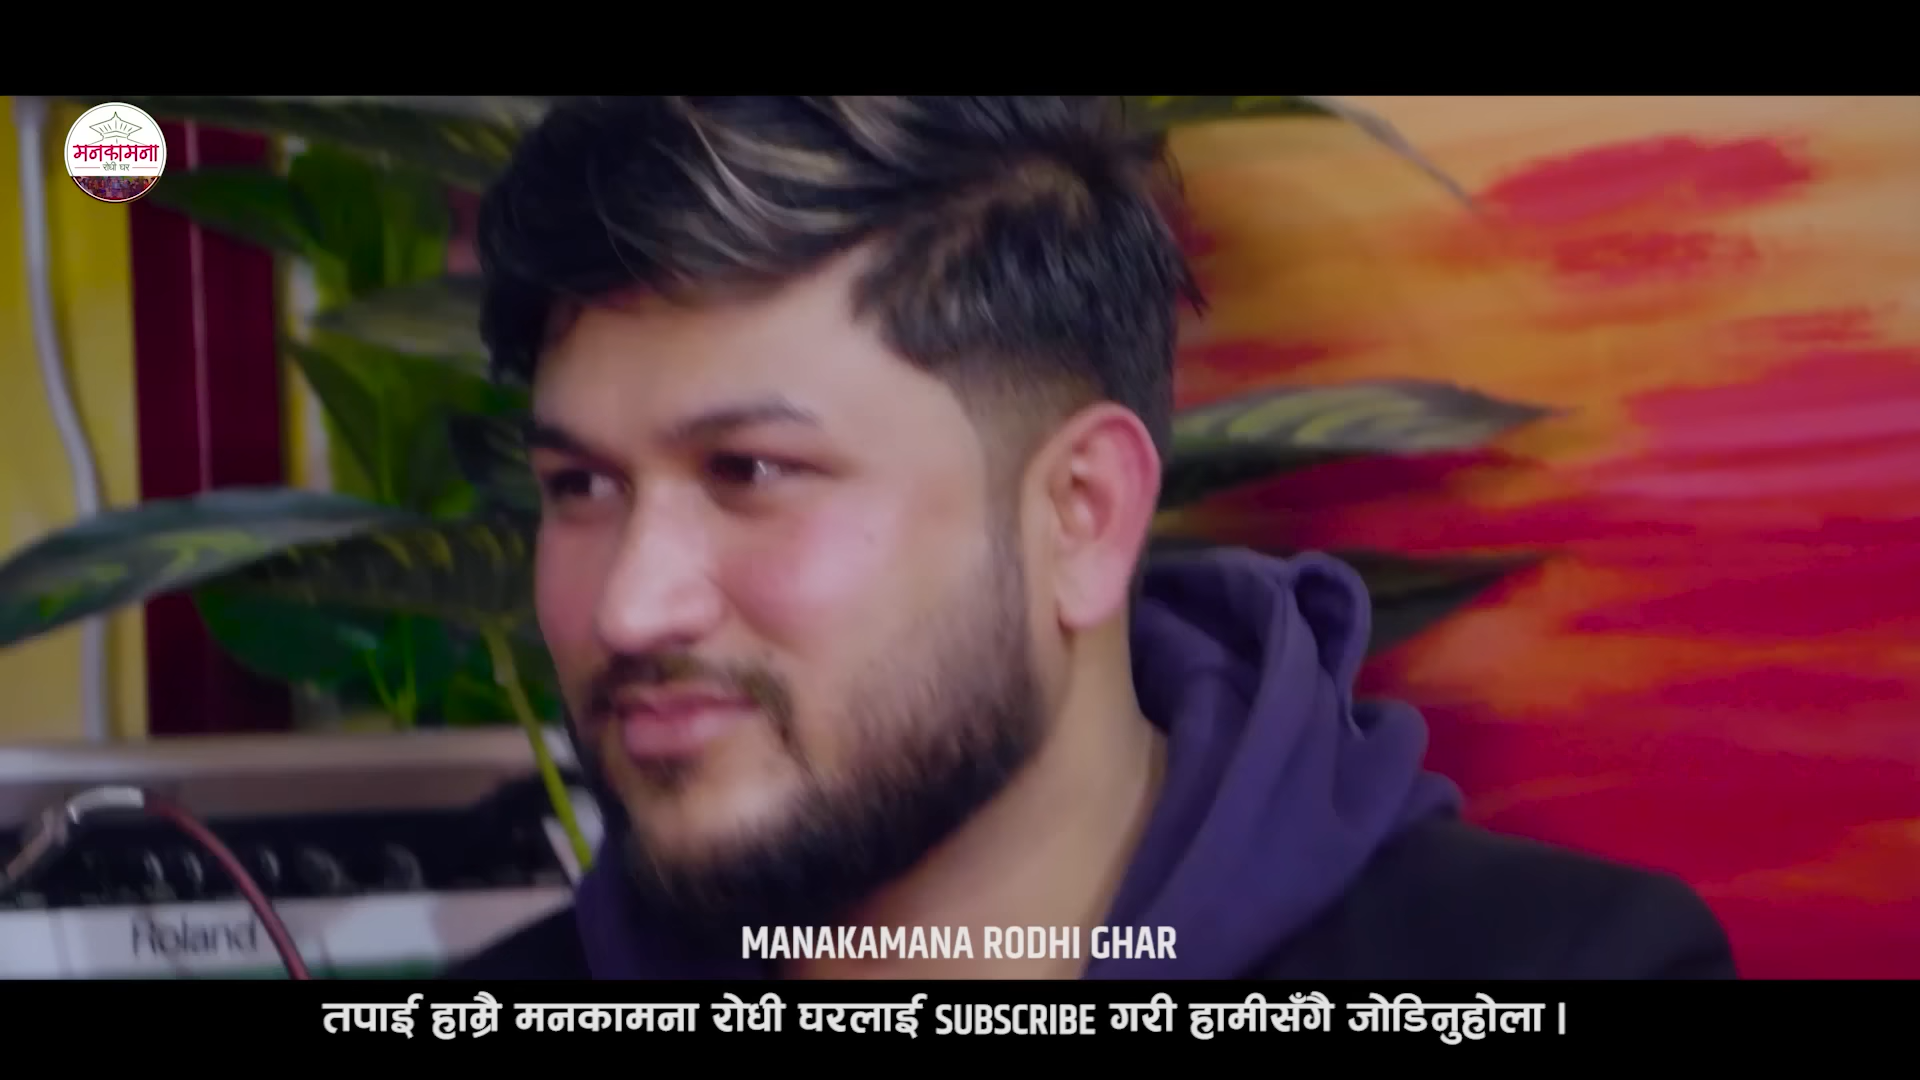 मनकामना
रोधी घर
Roland
MANAKAMANA RODHI GHAR
तपाई हाम्रै मनकामना रोधी घरलाई SUBSCRIBE गरी हामीसँगै जोडिनुहोला ।